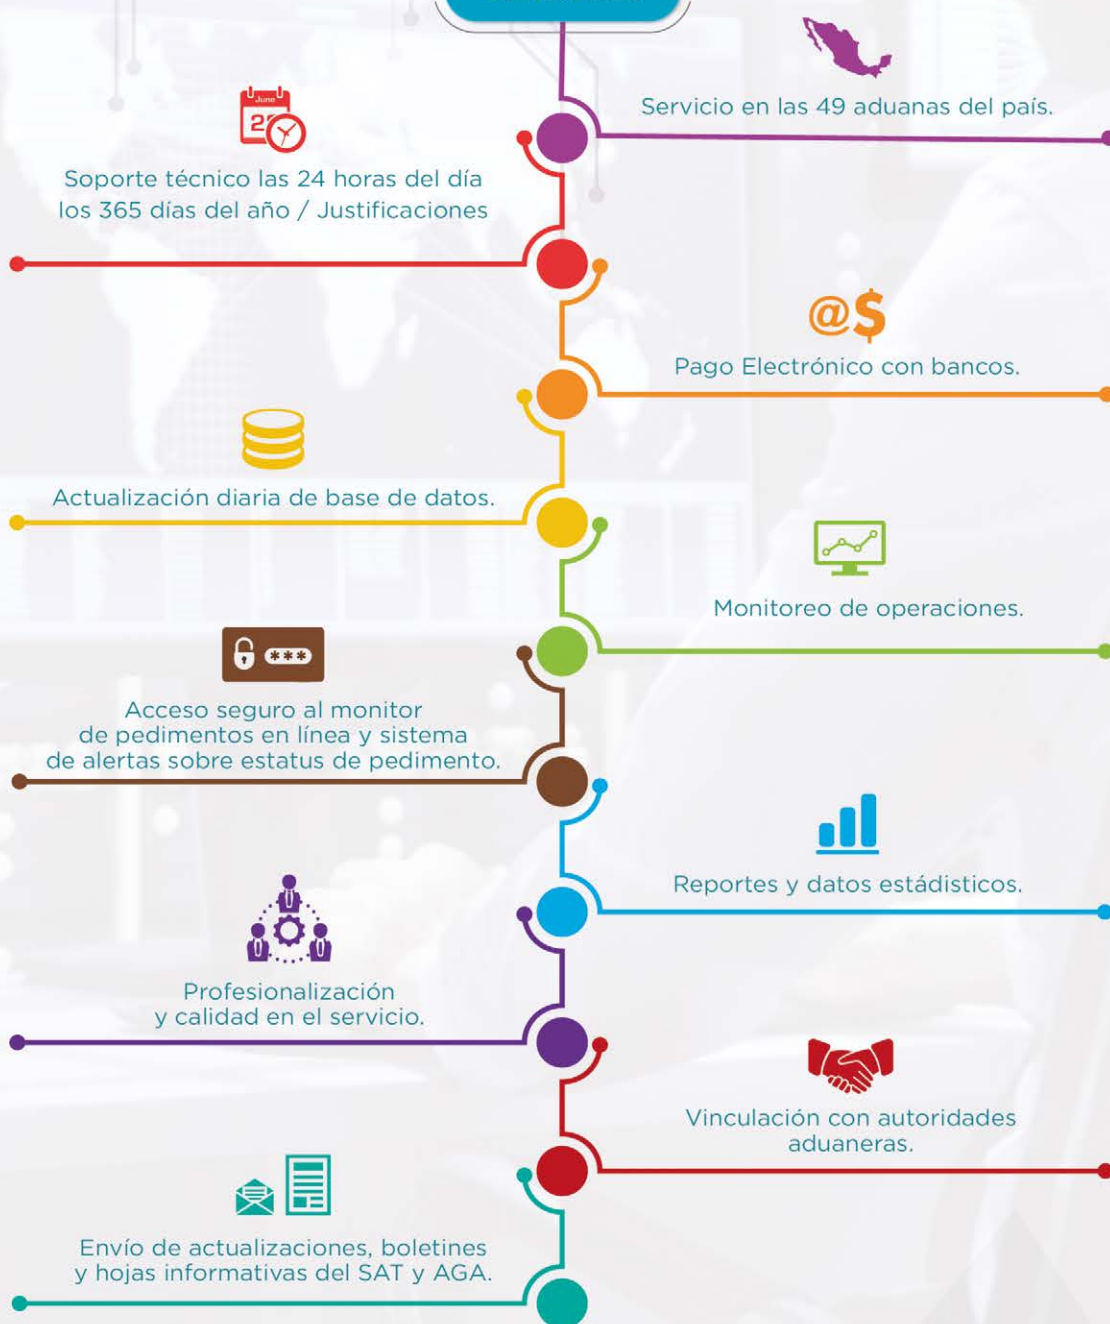 Servicio en las 49 aduanas del país.
June
Soporte técnico las 24 horas del día
los 365 días del año / Justificaciones
@$
Pago Electrónico con bancos.
Actualización diaria de base de datos.
Monitoreo de operaciones.
***
Acceso seguro al monitor
de pedimentos en línea y sistema
de alertas sobre estatus de pedimento.
Reportes y datos estádisticos.
Profesionalización
y calidad en el servicio.
Vinculación con autoridades
aduaneras.
Envío de actualizaciones, boletines
y hojas informativas del SAT y AGA.